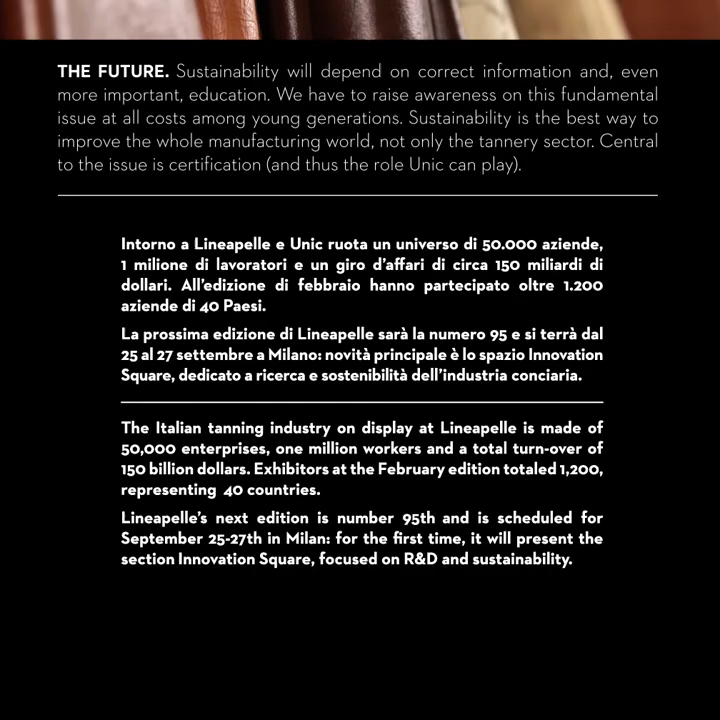 THE FUTURE. Sustainability will depend on correct information and, even
more important, education. We have to raise awareness on this fundamental
issue at all costs among young generations. Sustainability is the best way to
improve the whole manufacturing world, not only the tannery sector. Central
to the issue is certification (and thus the role Unic can play).
Intorno a Lineapelle e Unic ruota un universo di 50.000 aziende,
1 milione di lavoratori e un giro d’affari di circa 150 miliardi di
dollari. All’edizione di febbraio hanno partecipato oltre 1.200
aziende di 40 Paesi.
La prossima edizione di Lineapelle sarà la numero 95 e si terrà dal
25 al 27 settembre a Milano: novità principale è lo spazio Innovation
Square, dedicato a ricerca e sostenibilità dell’industria conciaria.
The Italian tanning industry on display at Lineapelle is made of
50,000 enterprises, one million workers and a total turn-over of
150 billion dollars. Exhibitors at the February edition totaled 1,200,
representing 40 countries.
Lineapelle’s next edition is number 95th and is scheduled for
September 25-27th in Milan: for the first time, it will present the
section Innovation Square, focused on R&D and sustainability.